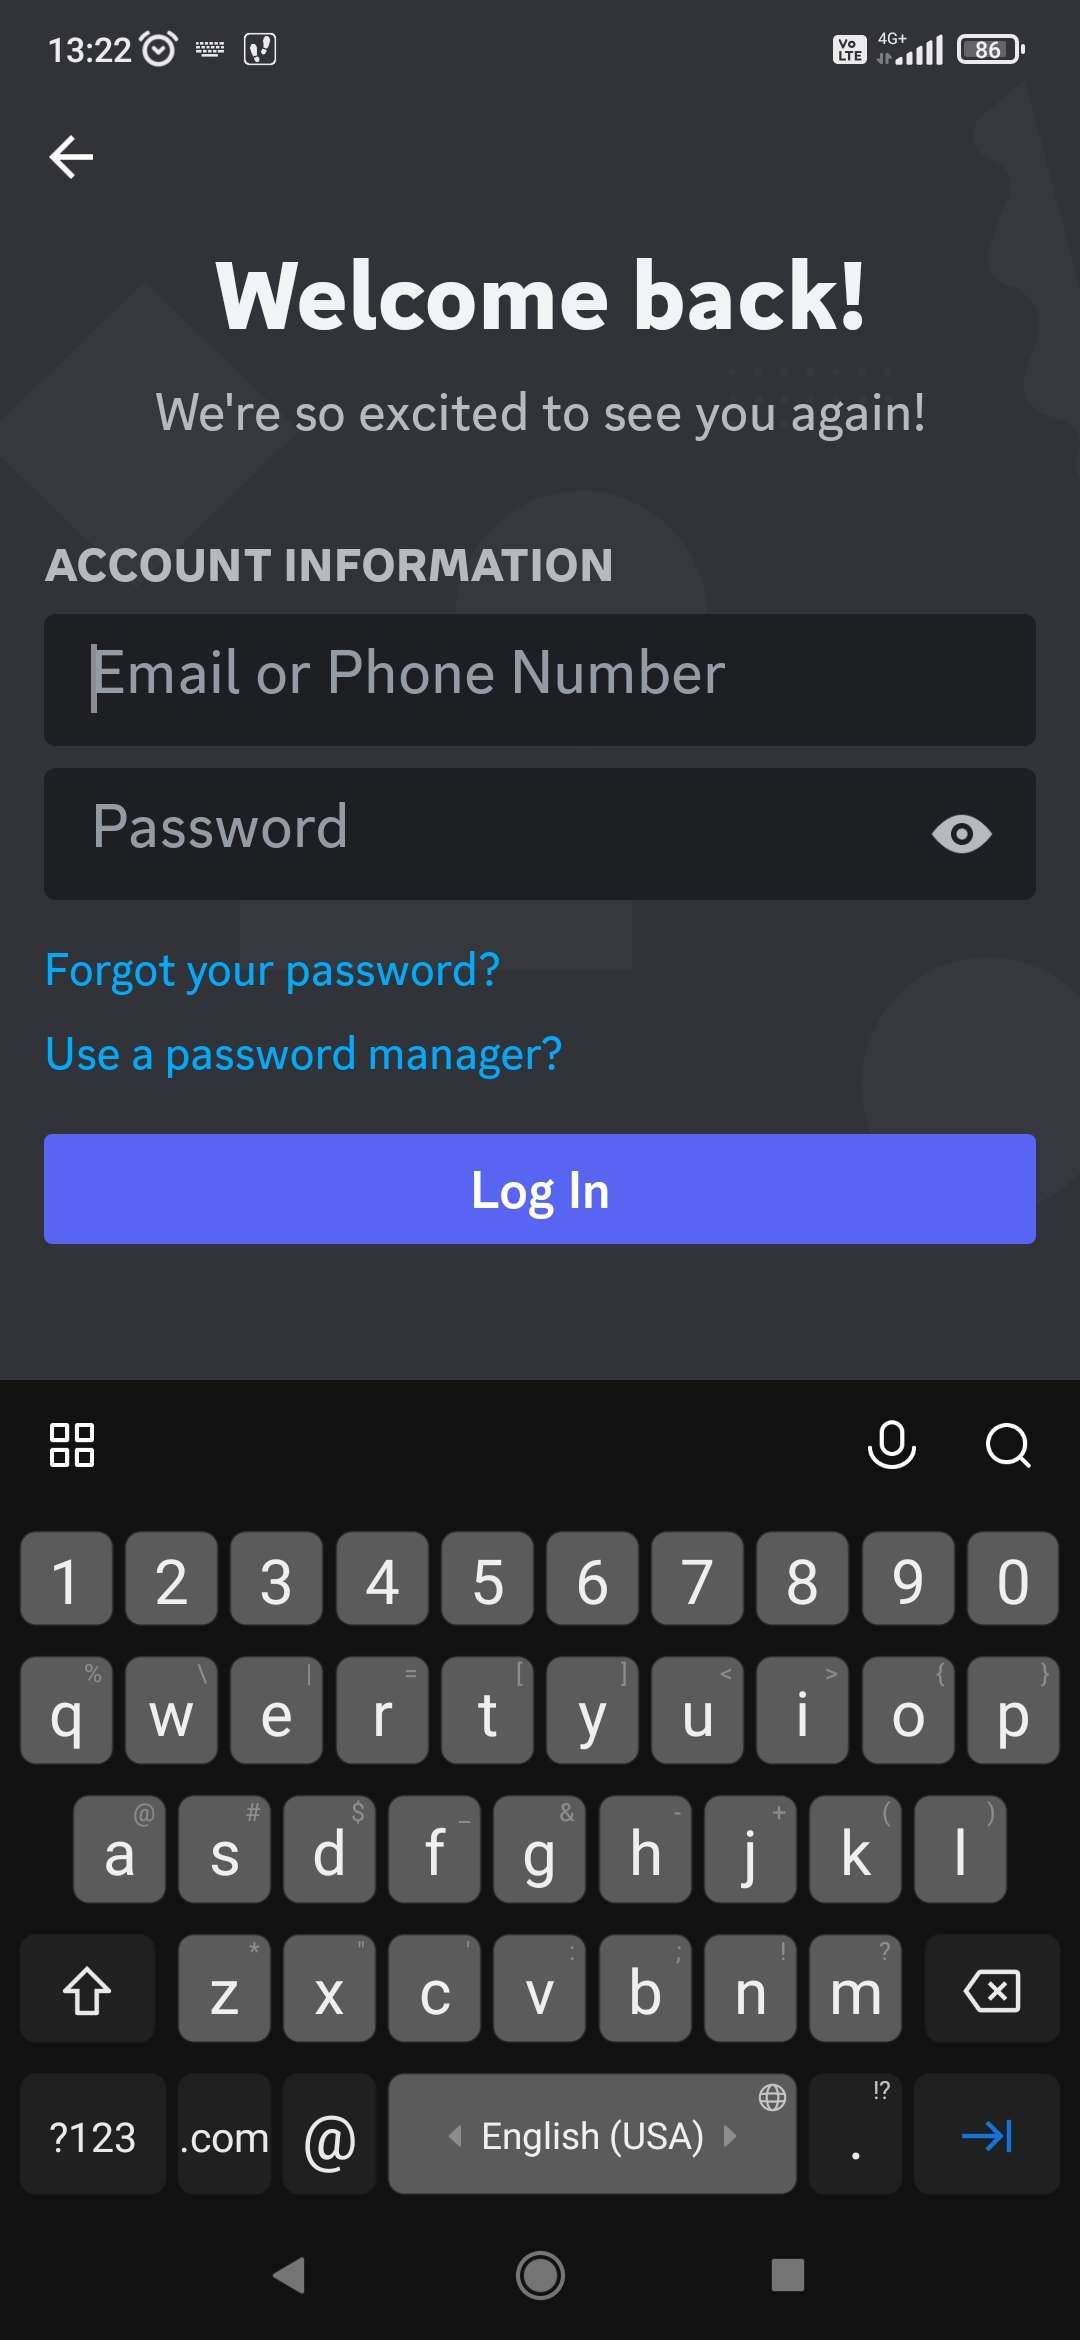 13:22 Vo LTE 4G+ 86
Welcome back!
We're so excited to see you again!
ACCOUNT INFORMATION
Email or Phone Number
Password
Forgot your password?
Use a password manager?
Log In
1 2 3 4 5 6 7 8 9 0
% \ | = [ ] < > { }
q w e r t y u i o p
@ # $ _ & - + ( )
a s d f g h j k l
* " ' : ; ! ?
z x c v b n m
!?
?123 .com @ English (USA) .